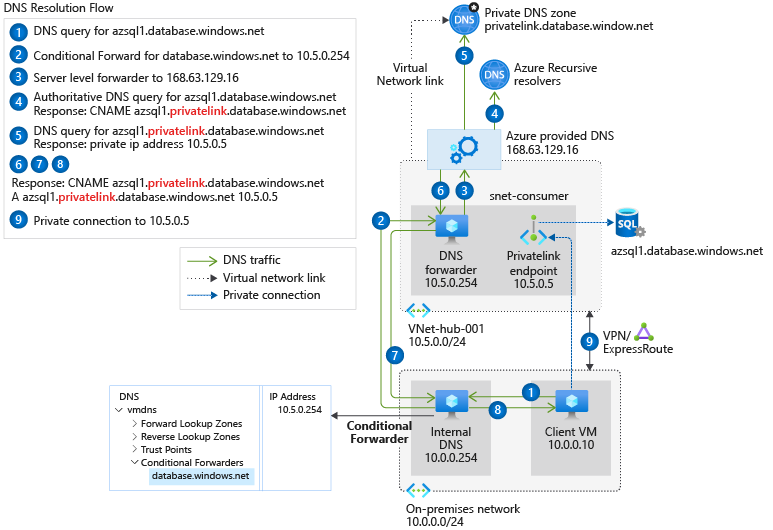 DNS Resolution Flow
1 DNS query for azsql1.database.windows.net
2 Conditional Forward for database.windows.net to 10.5.0.254
3 Server level forwarder to 168.63.129.16
4 Authoritative DNS query for azsql1.database.windows.net
Response: CNAME azsql1.privatelink.database.windows.net
5 DNS query for azsql1.privatelink.database.windows.net
Response: private ip address 10.5.0.5
6 7 8
Response: CNAME azsql1.privatelink.database.windows.net
A azsql1.privatelink.database.windows.net 10.5.0.5
9 Private connection to 10.5.0.5
DNS traffic
Virtual network link
Private connection
DNS
Private DNS zone
privatelink.database.window.net
5
Virtual
Network link
DNS
Azure Recursive
resolvers
4
Azure provided DNS
168.63.129.16
6
3
snet-consumer
2
DNS
forwarder
10.5.0.254
Privatelink
endpoint
10.5.0.5
SQL
azsql1.database.windows.net
VNet-hub-001
10.5.0.0/24
7
9
VPN/
ExpressRoute
1
8
Internal
DNS
10.0.0.254
Client VM
10.0.0.10
Conditional
Forwarder
On-premises network
10.0.0.0/24
DNS
IP Address
vmdns
10.5.0.254
Forward Lookup Zones
Reverse Lookup Zones
Trust Points
Conditional Forwarders
database.windows.net